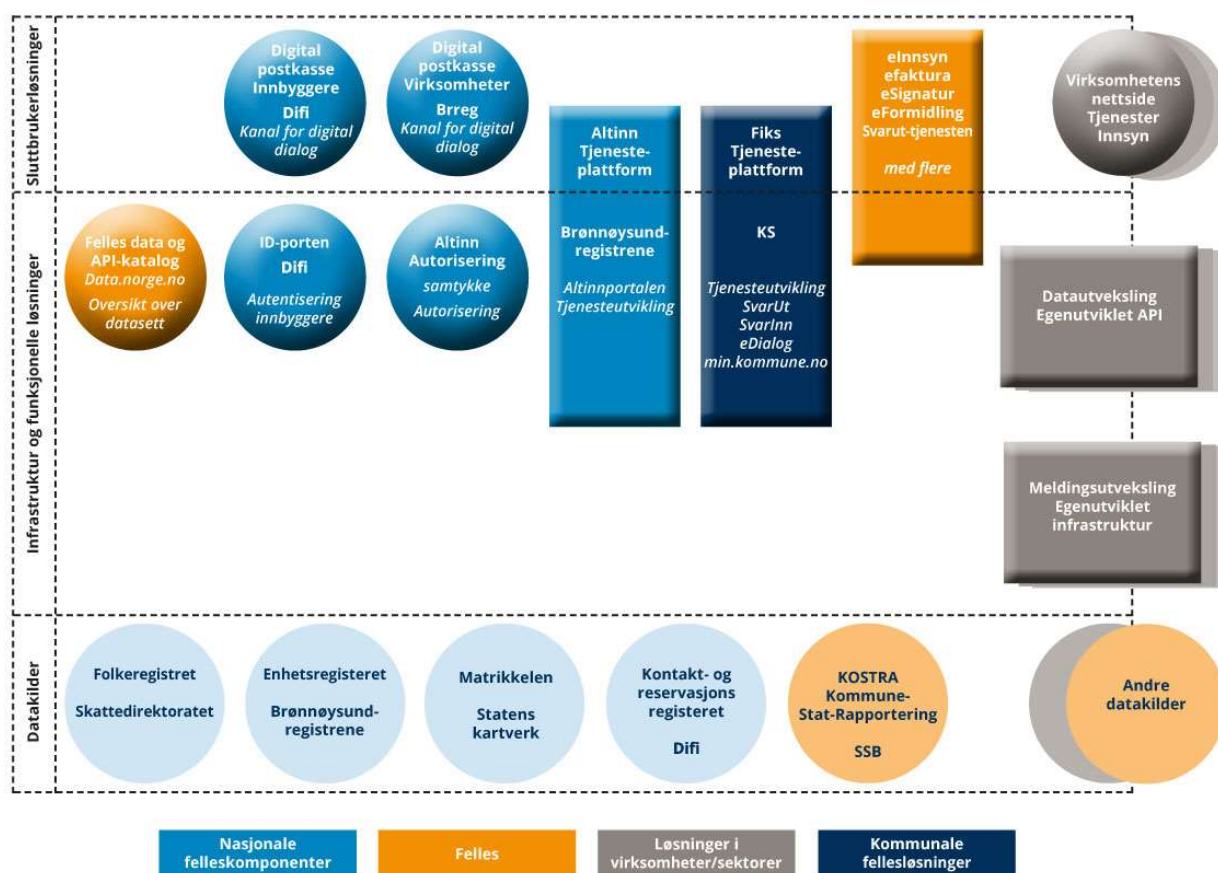 Sluttbrukerløsninger
Digital
postkasse
Innbyggere
Difi
Kanal for digital
dialog
Digital
postkasse
Virksomheter
Brreg
Kanal for digital
dialog
Altinn
Tjeneste-
plattform
Brønnøysund-
registrene
Altinnportalen
Tjenesteutvikling
Fiks
Tjeneste-
plattform
KS
Tjenesteutvikling
SvarUt
SvarInn
eDialog
min.kommune.no
eInnsyn
efaktura
eSignatur
eFormidling
Svarut-tjenesten
med flere
Virksomhetens
nettside
Tjenester
Innsyn
Infrastruktur og funksjonelle løsninger
Felles data og
API-katalog
Data.norge.no
Oversikt over
datasett
ID-porten
Difi
Autentisering
innbyggere
Altinn
Autorisering
samtykke
Autorisering
Datautveksling
Egenutviklet API
Meldingsutveksling
Egenutviklet
infrastruktur
Datakilder
Folkeregistret
Skattedirektoratet
Enhetsregisteret
Brønnøysund-
registrene
Matrikkelen
Statens
kartverk
Kontakt- og
reservasjons
registeret
Difi
KOSTRA
Kommune-
Stat-Rapportering
SSB
Andre
datakilder
Nasjonale
felleskomponenter
Felles
Løsninger i
virksomheter/sektorer
Kommunale
fellesløsninger